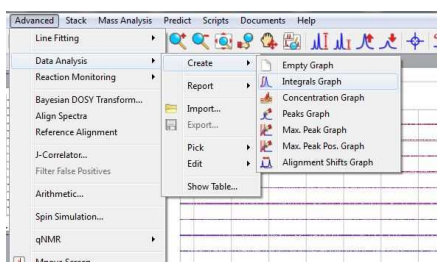 Advanced Stack Mass Analysis Predict Scripts Documents Help
Line Fitting
Data Analysis
Reaction Monitoring
Bayesian DOSY Transform...
Align Spectra
Reference Alignment
J-Correlator...
Filter False Positives
Arithmetic...
Spin Simulation...
qNMR
Mnova Screen
Create
Report
Import...
Export...
Pick
Edit
Show Table...
Empty Graph
Integrals Graph
Concentration Graph
Peaks Graph
Max. Peak Graph
Max. Peak Pos. Graph
Alignment Shifts Graph